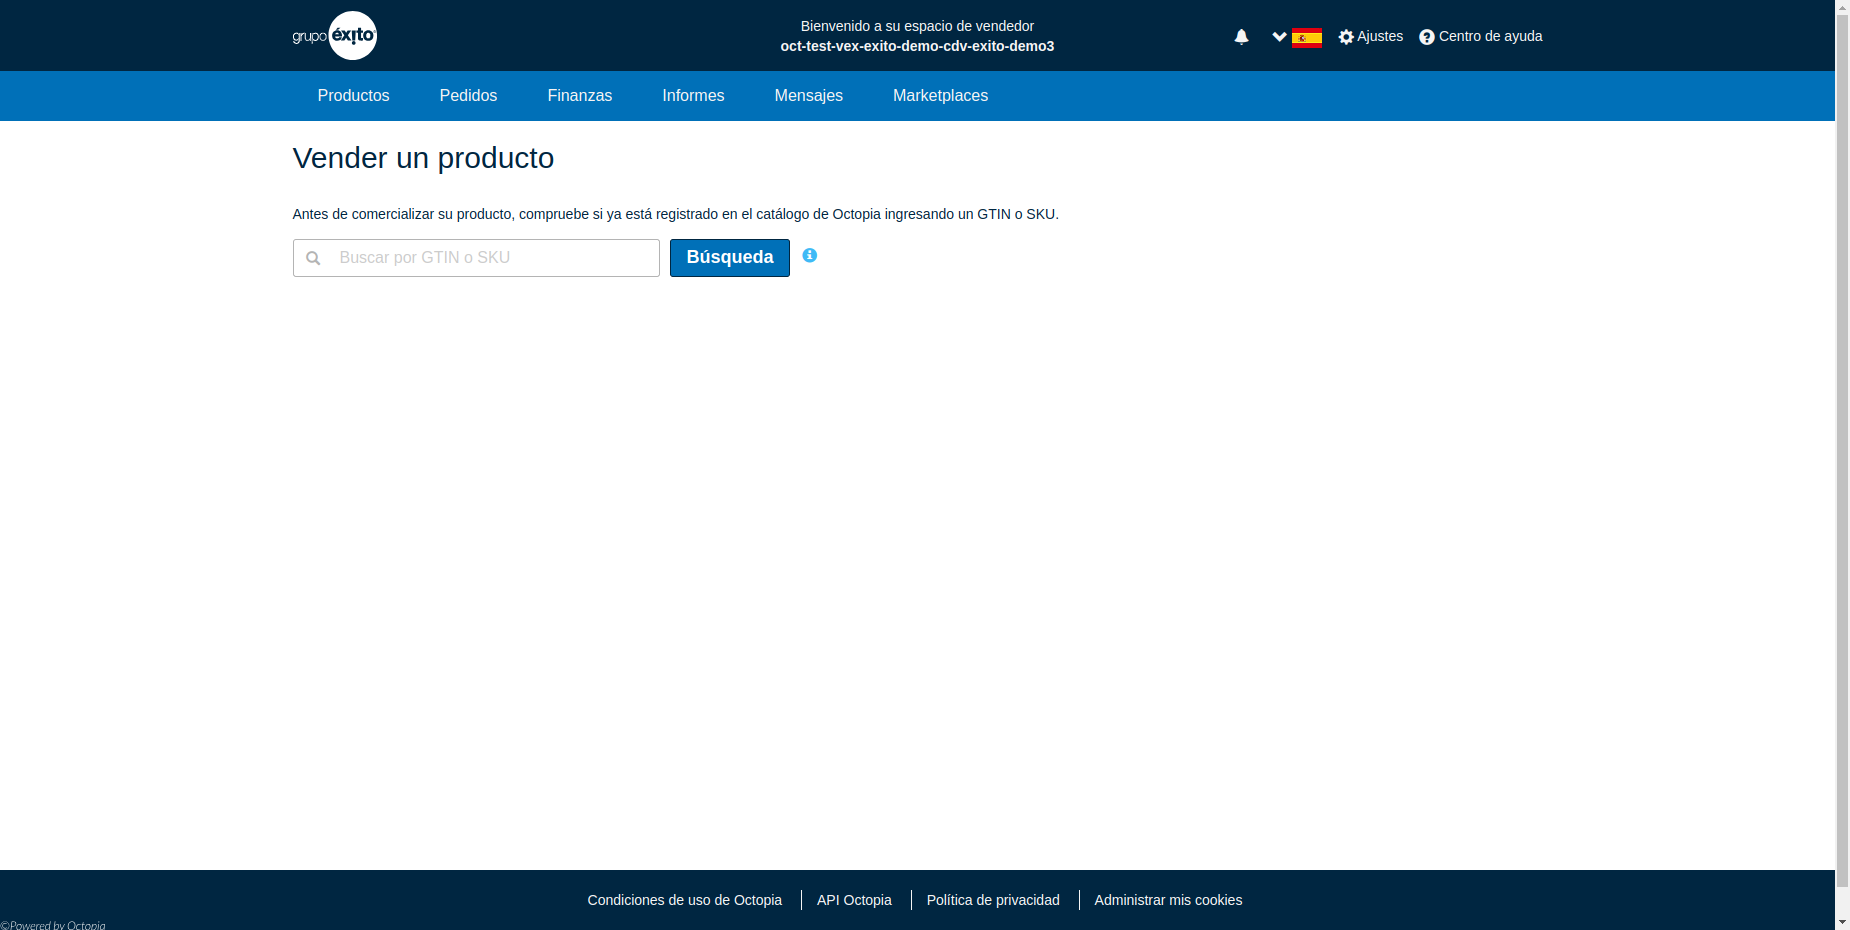 grupo éxito
Bienvenido a su espacio de vendedor
oct-test-vex-exito-demo-cdv-exito-demo3
Ajustes
Centro de ayuda
Productos
Pedidos
Finanzas
Informes
Mensajes
Marketplaces
Vender un producto
Antes de comercializar su producto, compruebe si ya está registrado en el catálogo de Octopia ingresando un GTIN o SKU.
Buscar por GTIN o SKU
Búsqueda
Condiciones de uso de Octopia
API Octopia
Política de privacidad
Administrar mis cookies
©Powered by Octopia